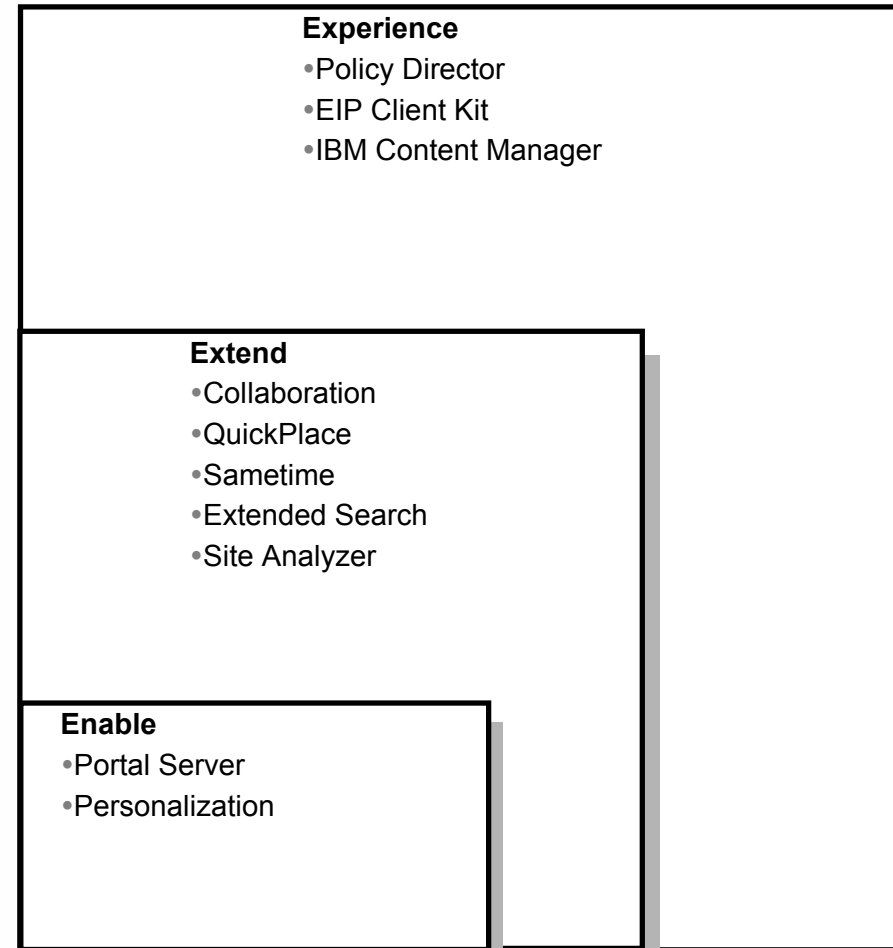 Experience
•Policy Director
•EIP Client Kit
•IBM Content Manager
Extend
•Collaboration
•QuickPlace
•Sametime
•Extended Search
•Site Analyzer
Enable
•Portal Server
•Personalization